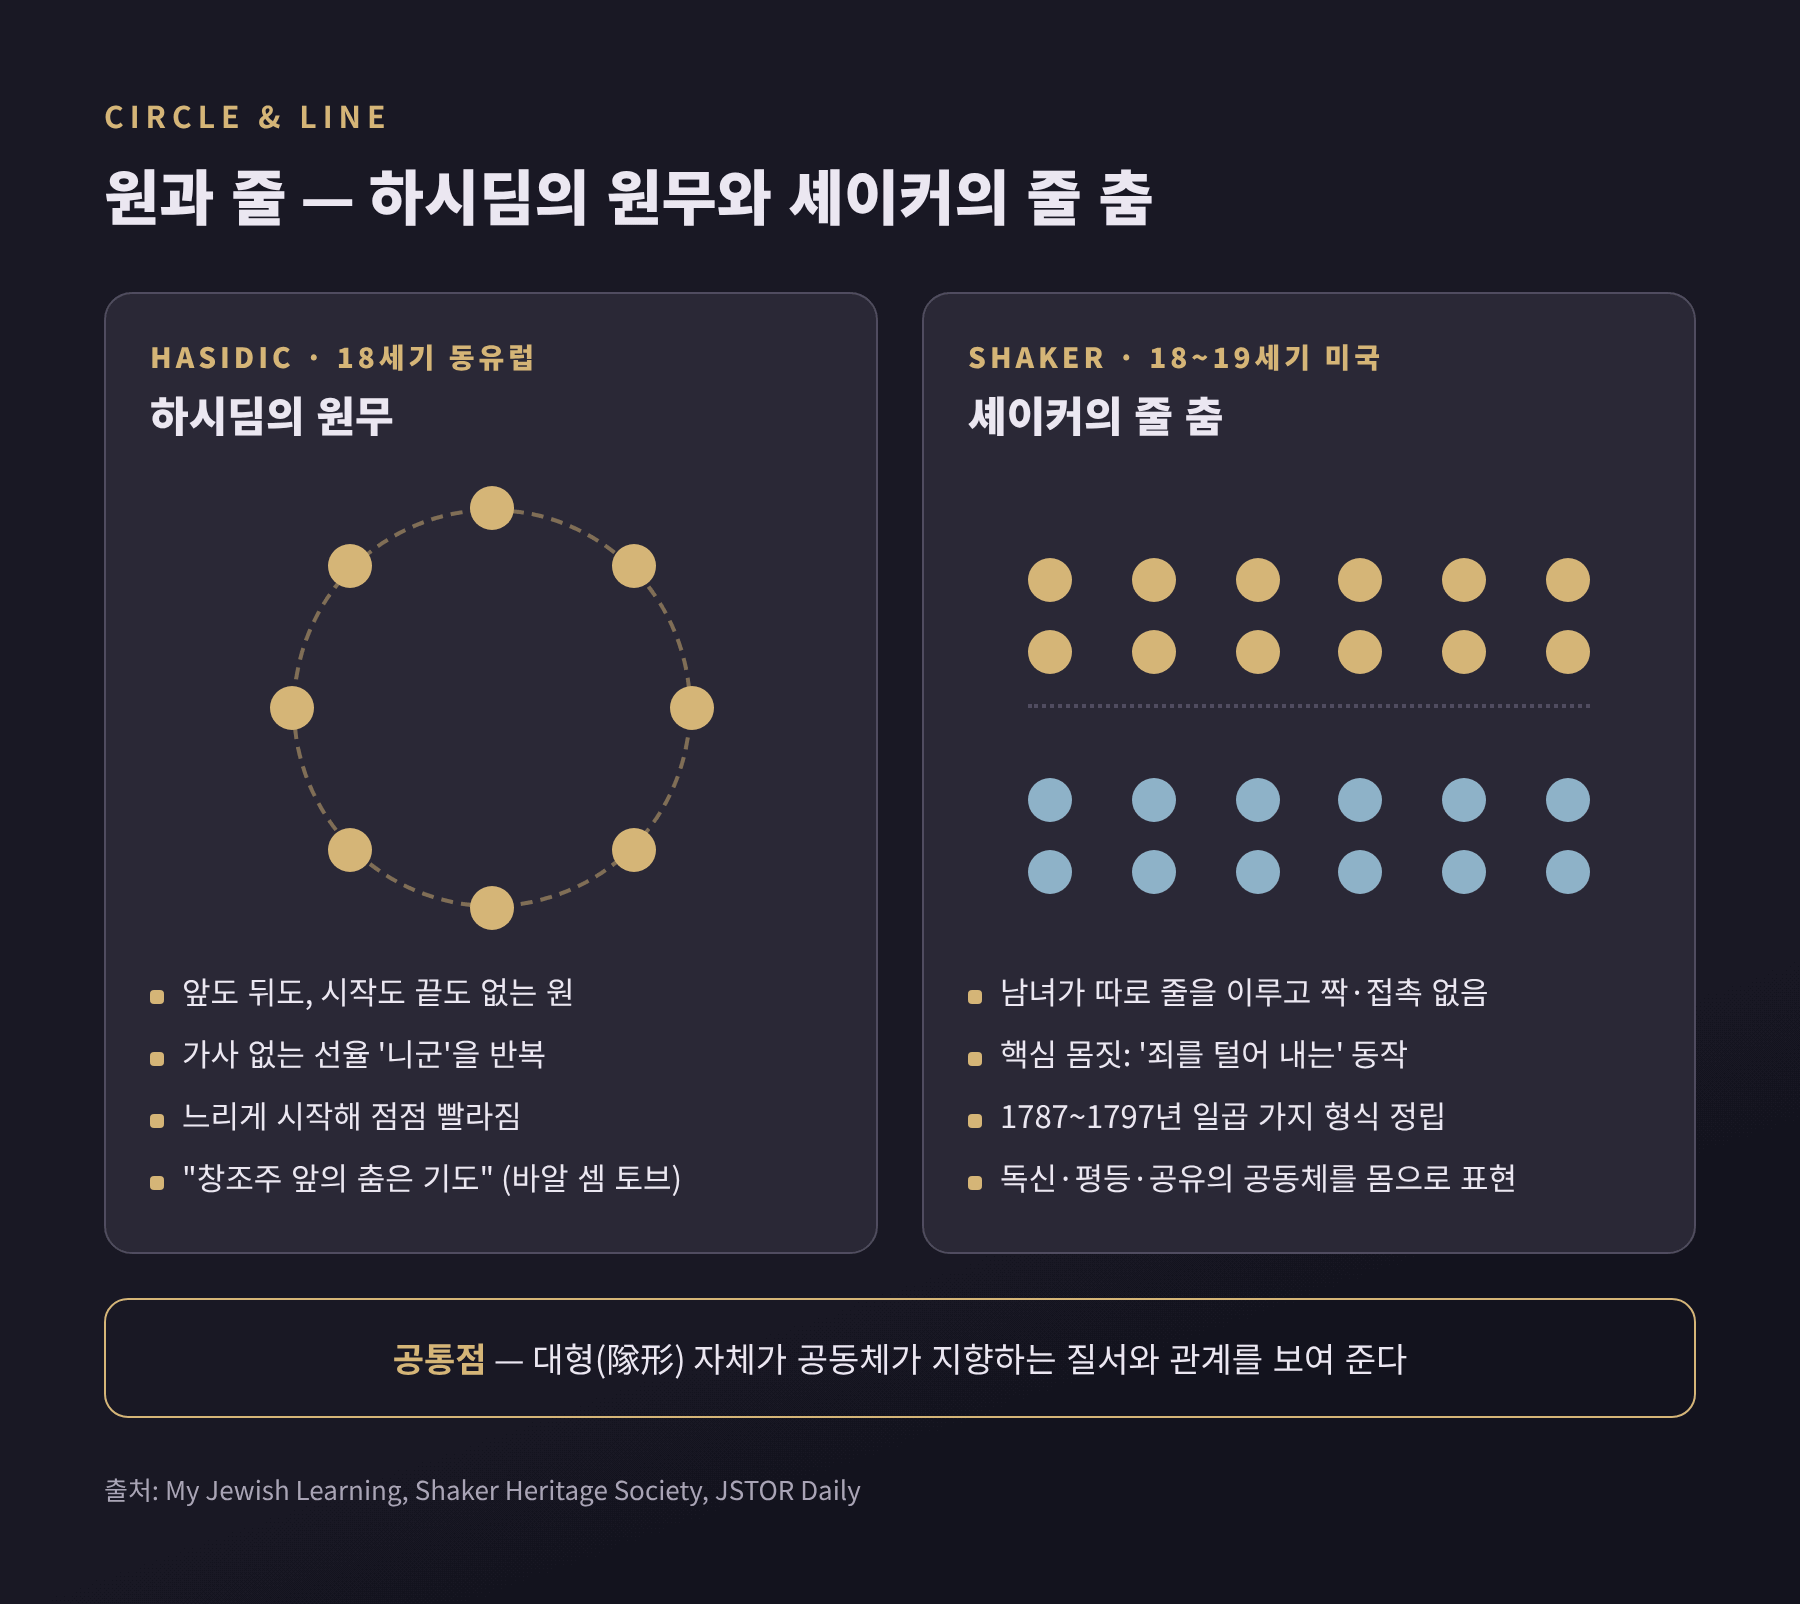 CIRCLE & LINE
원과 줄 — 하시딤의 원무와 셰이커의 줄 춤
HASIDIC · 18세기 동유럽
하시딤의 원무
앞도 뒤도, 시작도 끝도 없는 원
가사 없는 선율 '니군'을 반복
느리게 시작해 점점 빨라짐
"창조주 앞의 춤은 기도" (바알 셈 토브)
SHAKER · 18~19세기 미국
셰이커의 줄 춤
남녀가 따로 줄을 이루고 짝·접촉 없음
핵심 몸짓: '죄를 털어 내는' 동작
1787~1797년 일곱 가지 형식 정립
독신·평등·공유의 공동체를 몸으로 표현
공통점 — 대형(隊形) 자체가 공동체가 지향하는 질서와 관계를 보여 준다
출처: My Jewish Learning, Shaker Heritage Society, JSTOR Daily